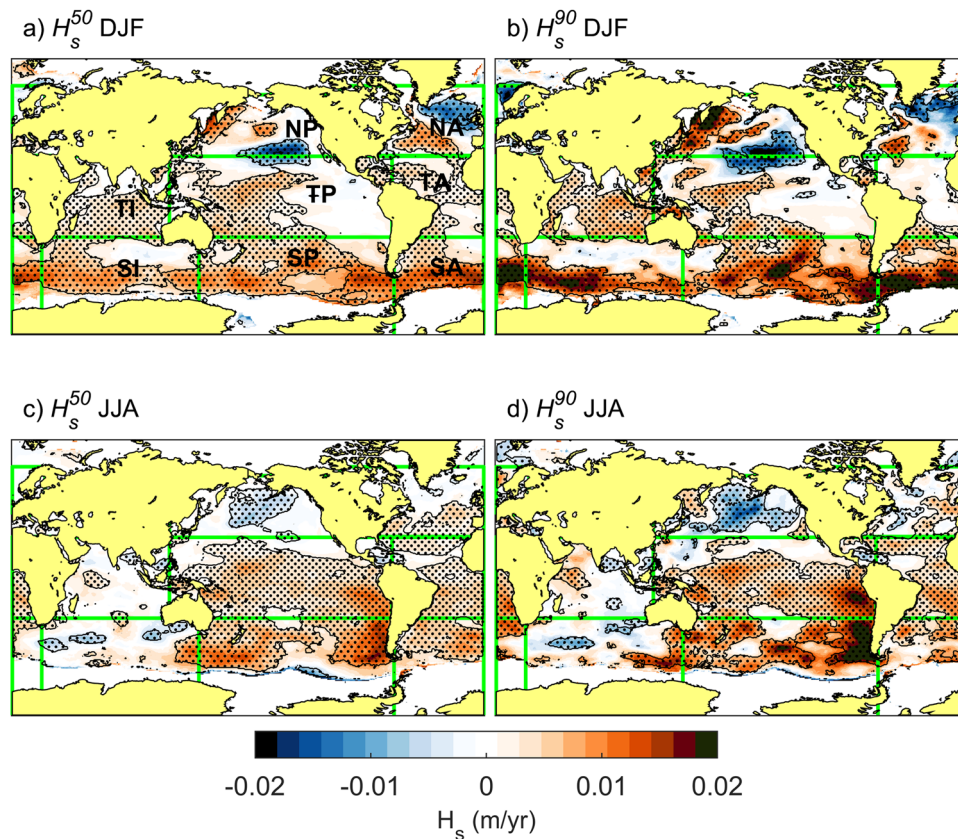 a) H_s^50 DJF
b) H_s^90 DJF
NP
NA
TI
TP
TA
SI
SP
SA
c) H_s^50 JJA
d) H_s^90 JJA
-0.02 -0.01 0 0.01 0.02
H_s (m/yr)